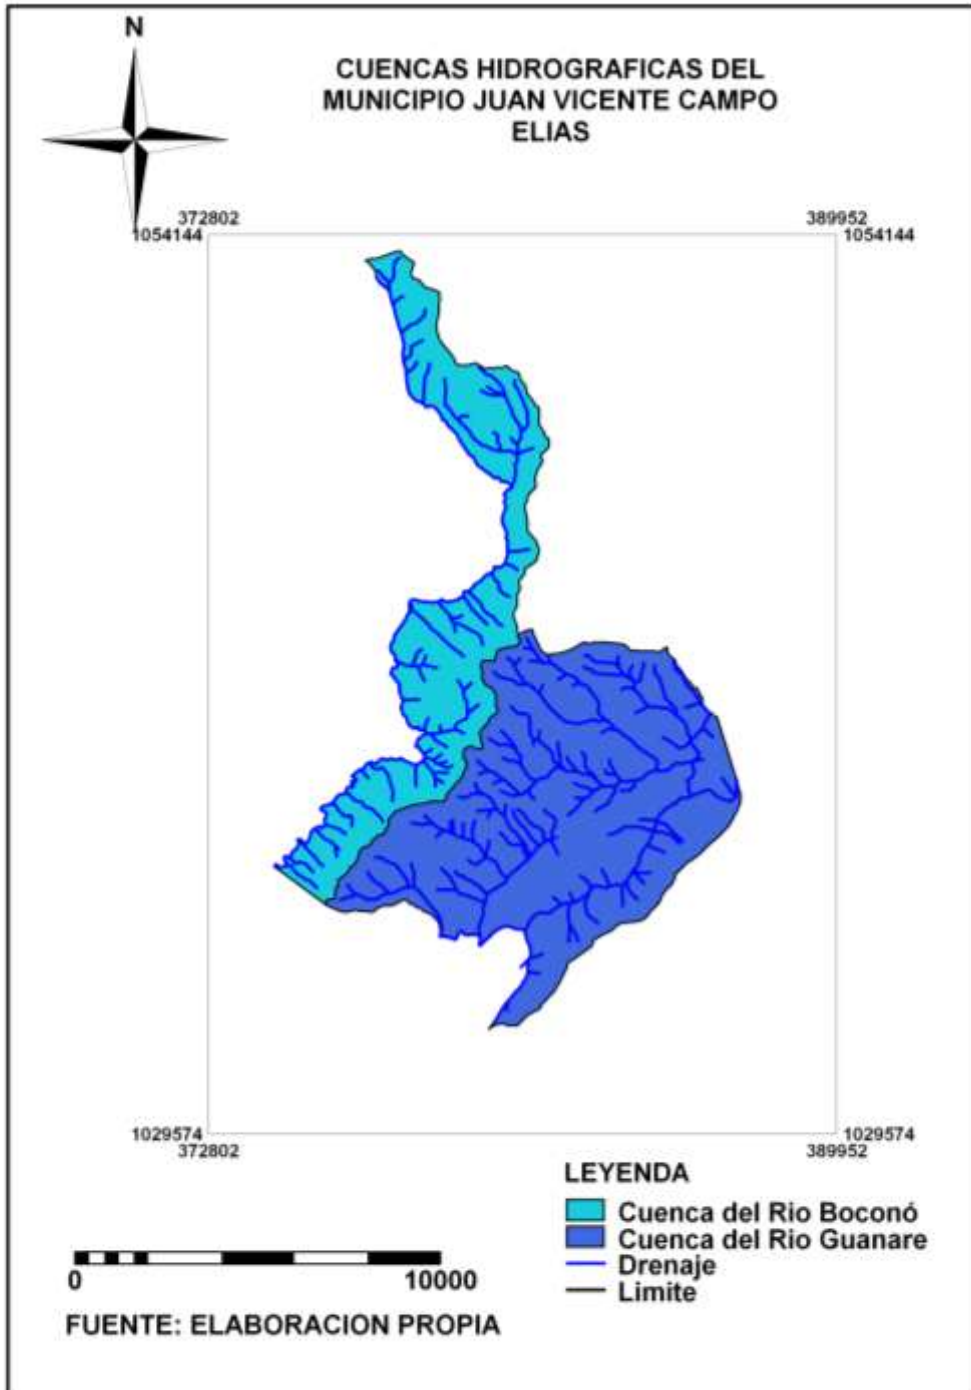 N
CUENCAS HIDROGRAFICAS DEL
MUNICIPIO JUAN VICENTE CAMPO
ELIAS
372802 389952
1054144 1054144
1029574 1029574
372802 389952
LEYENDA
Cuenca del Rio Boconó
Cuenca del Rio Guanare
Drenaje
Limite
0 10000
FUENTE: ELABORACION PROPIA